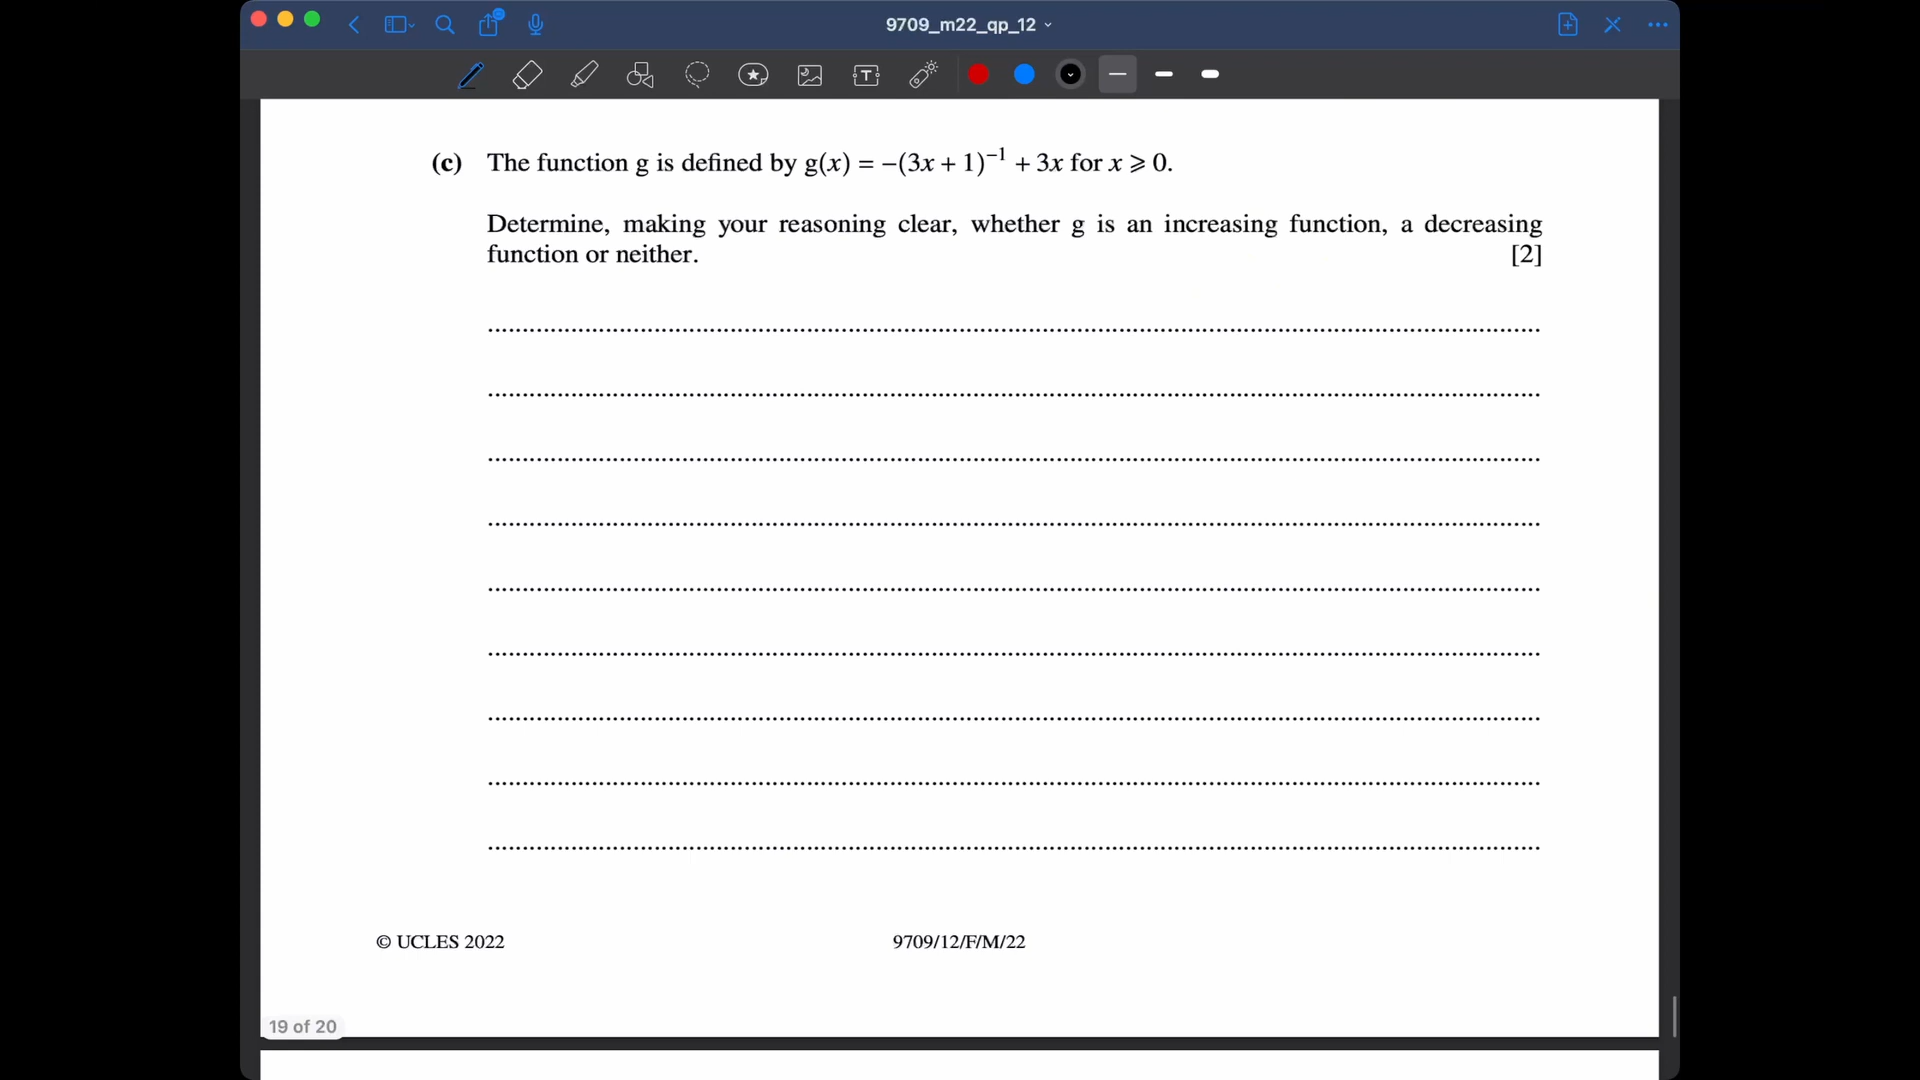 9709_m22_qp_12
(c) The function g is defined by g(x) = −(3x + 1)⁻¹ + 3x for x ⩾ 0.
Determine, making your reasoning clear, whether g is an increasing function, a decreasing
function or neither. [2]
© UCLES 2022 9709/12/F/M/22
19 of 20